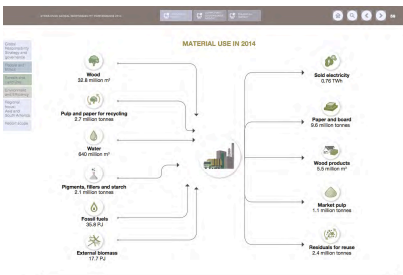 MATERIAL USE IN 2014
Wood
32.8 million m³
Pulp and paper for recycling
2.7 million tonnes
Water
640 million m³
Pigments, fillers and starch
2.1 million tonnes
Fossil fuels
35.8 PJ
External biomass
17.7 PJ
Sold electricity
0.76 TWh
Paper and board
9.6 million tonnes
Wood products
5.5 million m³
Market pulp
1.1 million tonnes
Residuals for reuse
2.4 million tonnes